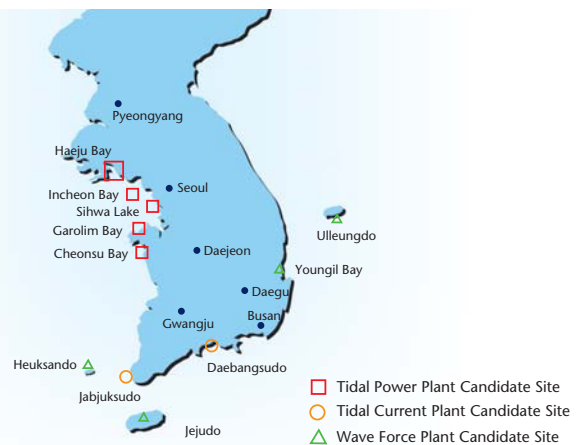 Pyeongyang
Haeju Bay
Seoul
Incheon Bay
Sihwa Lake
Garolim Bay
Ulleungdo
Cheonsu Bay
Daejeon
Youngil Bay
Daegu
Gwangju
Busan
Heuksando
Daebangsudo
Jabjuksudo
Jejudo
Tidal Power Plant Candidate Site
Tidal Current Plant Candidate Site
Wave Force Plant Candidate Site